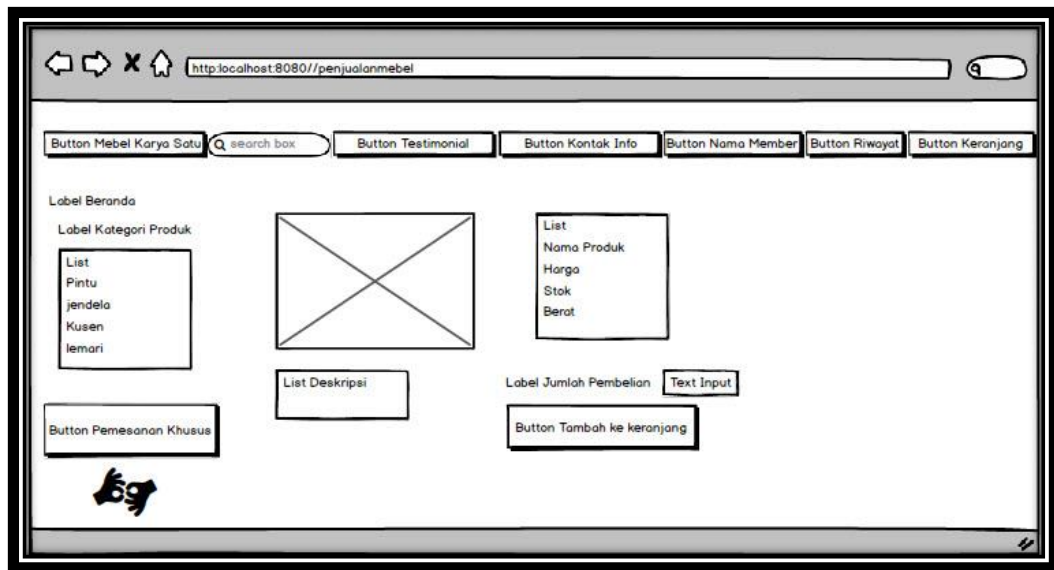 http:localhost:8080//penjualanmebel
Button Mebel Karya Satu
search box
Button Testimonial
Button Kontak Info
Button Nama Member
Button Riwayat
Button Keranjang
Label Beranda
Label Kategori Produk
List
Pintu
jendela
Kusen
lemari
List
Nama Produk
Harga
Stok
Berat
List Deskripsi
Label Jumlah Pembelian
Text Input
Button Pemesanan Khusus
Button Tambah ke keranjang